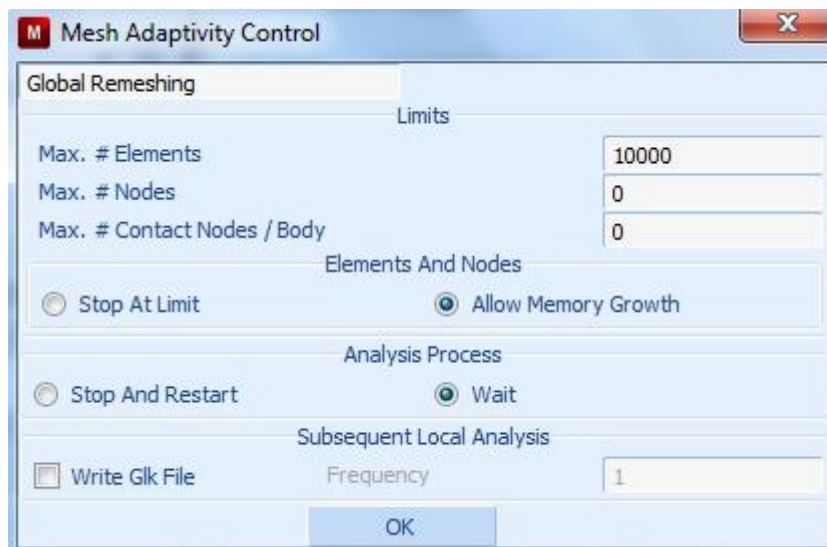 M Mesh Adaptivity Control X
Global Remeshing
Limits
Max. # Elements 10000
Max. # Nodes 0
Max. # Contact Nodes / Body 0
Elements And Nodes
Stop At Limit Allow Memory Growth
Analysis Process
Stop And Restart Wait
Subsequent Local Analysis
Write Glk File Frequency 1
OK